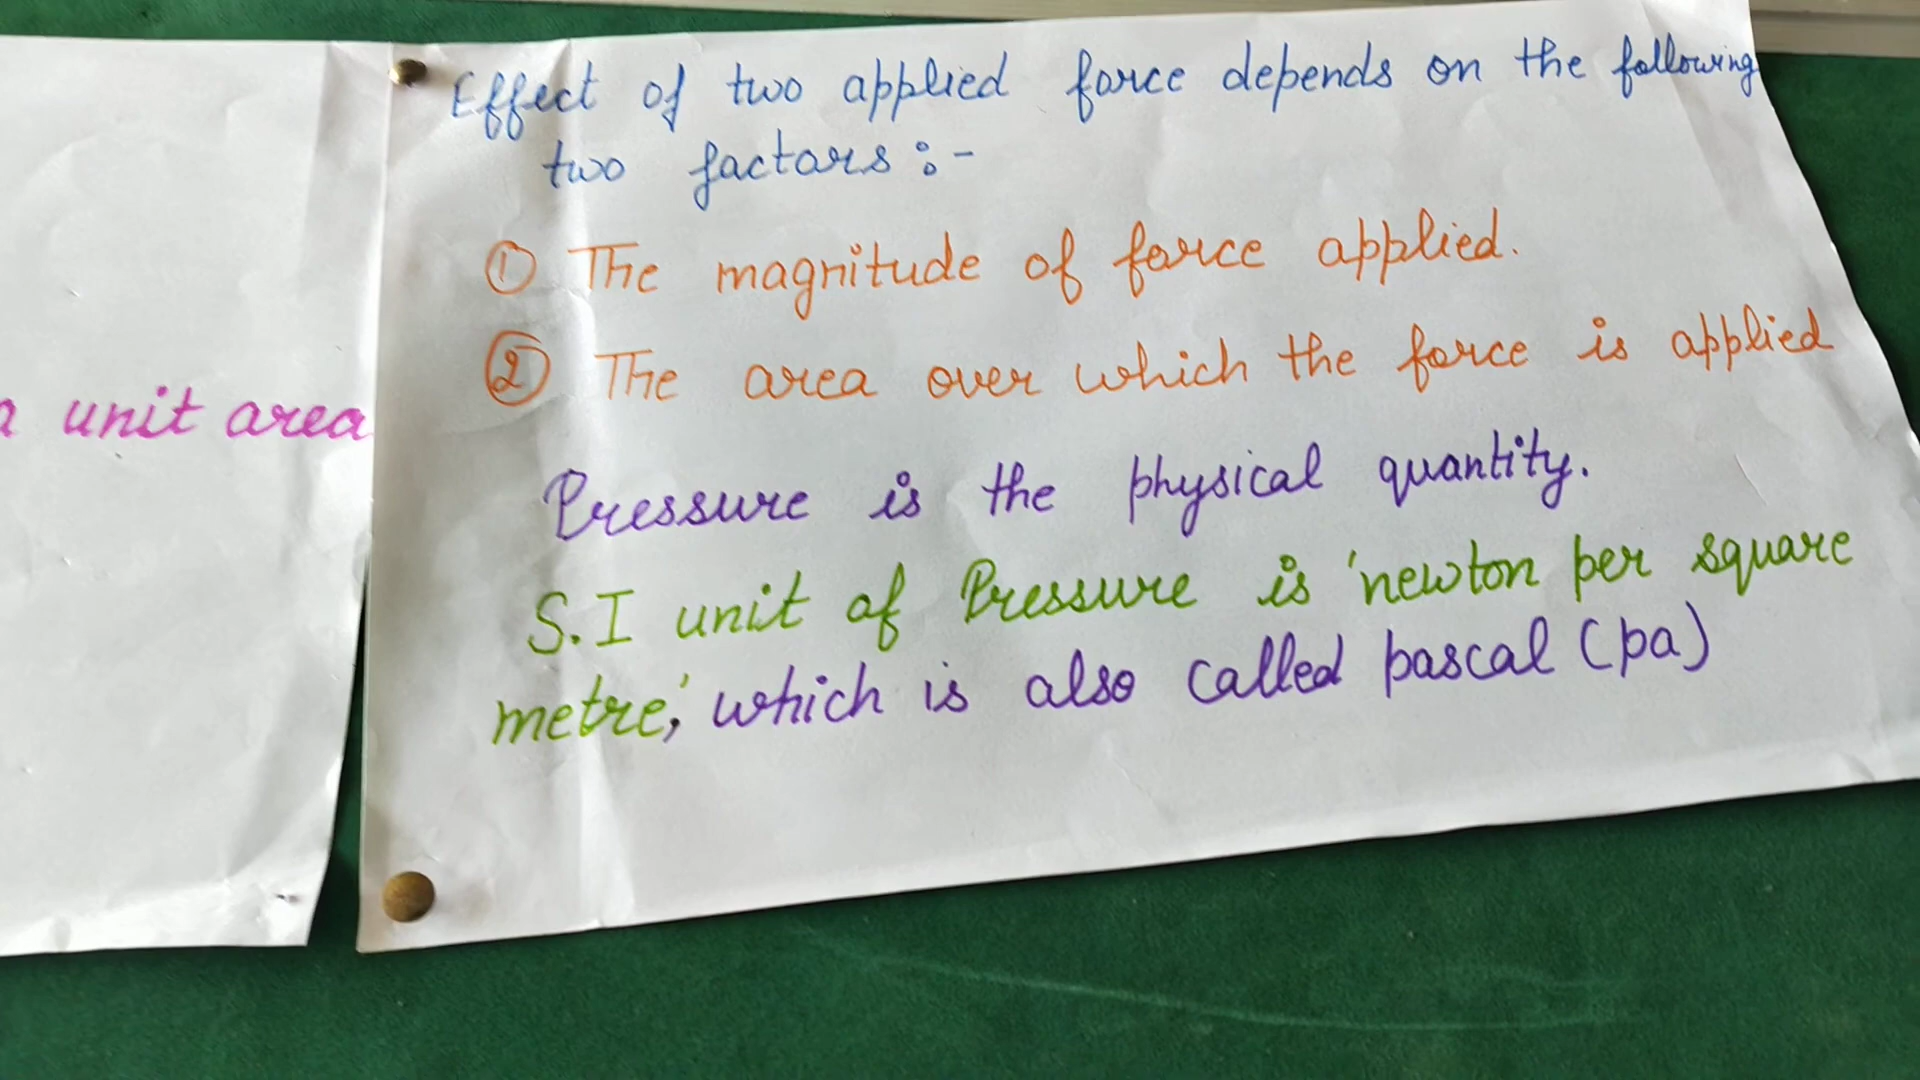 a unit area
Effect of two applied force depends on the following
two factors :-
① The magnitude of force applied.
② The area over which the force is applied
Pressure is the physical quantity.
S.I unit of Pressure is 'newton per square
metre,' which is also called pascal (pa)